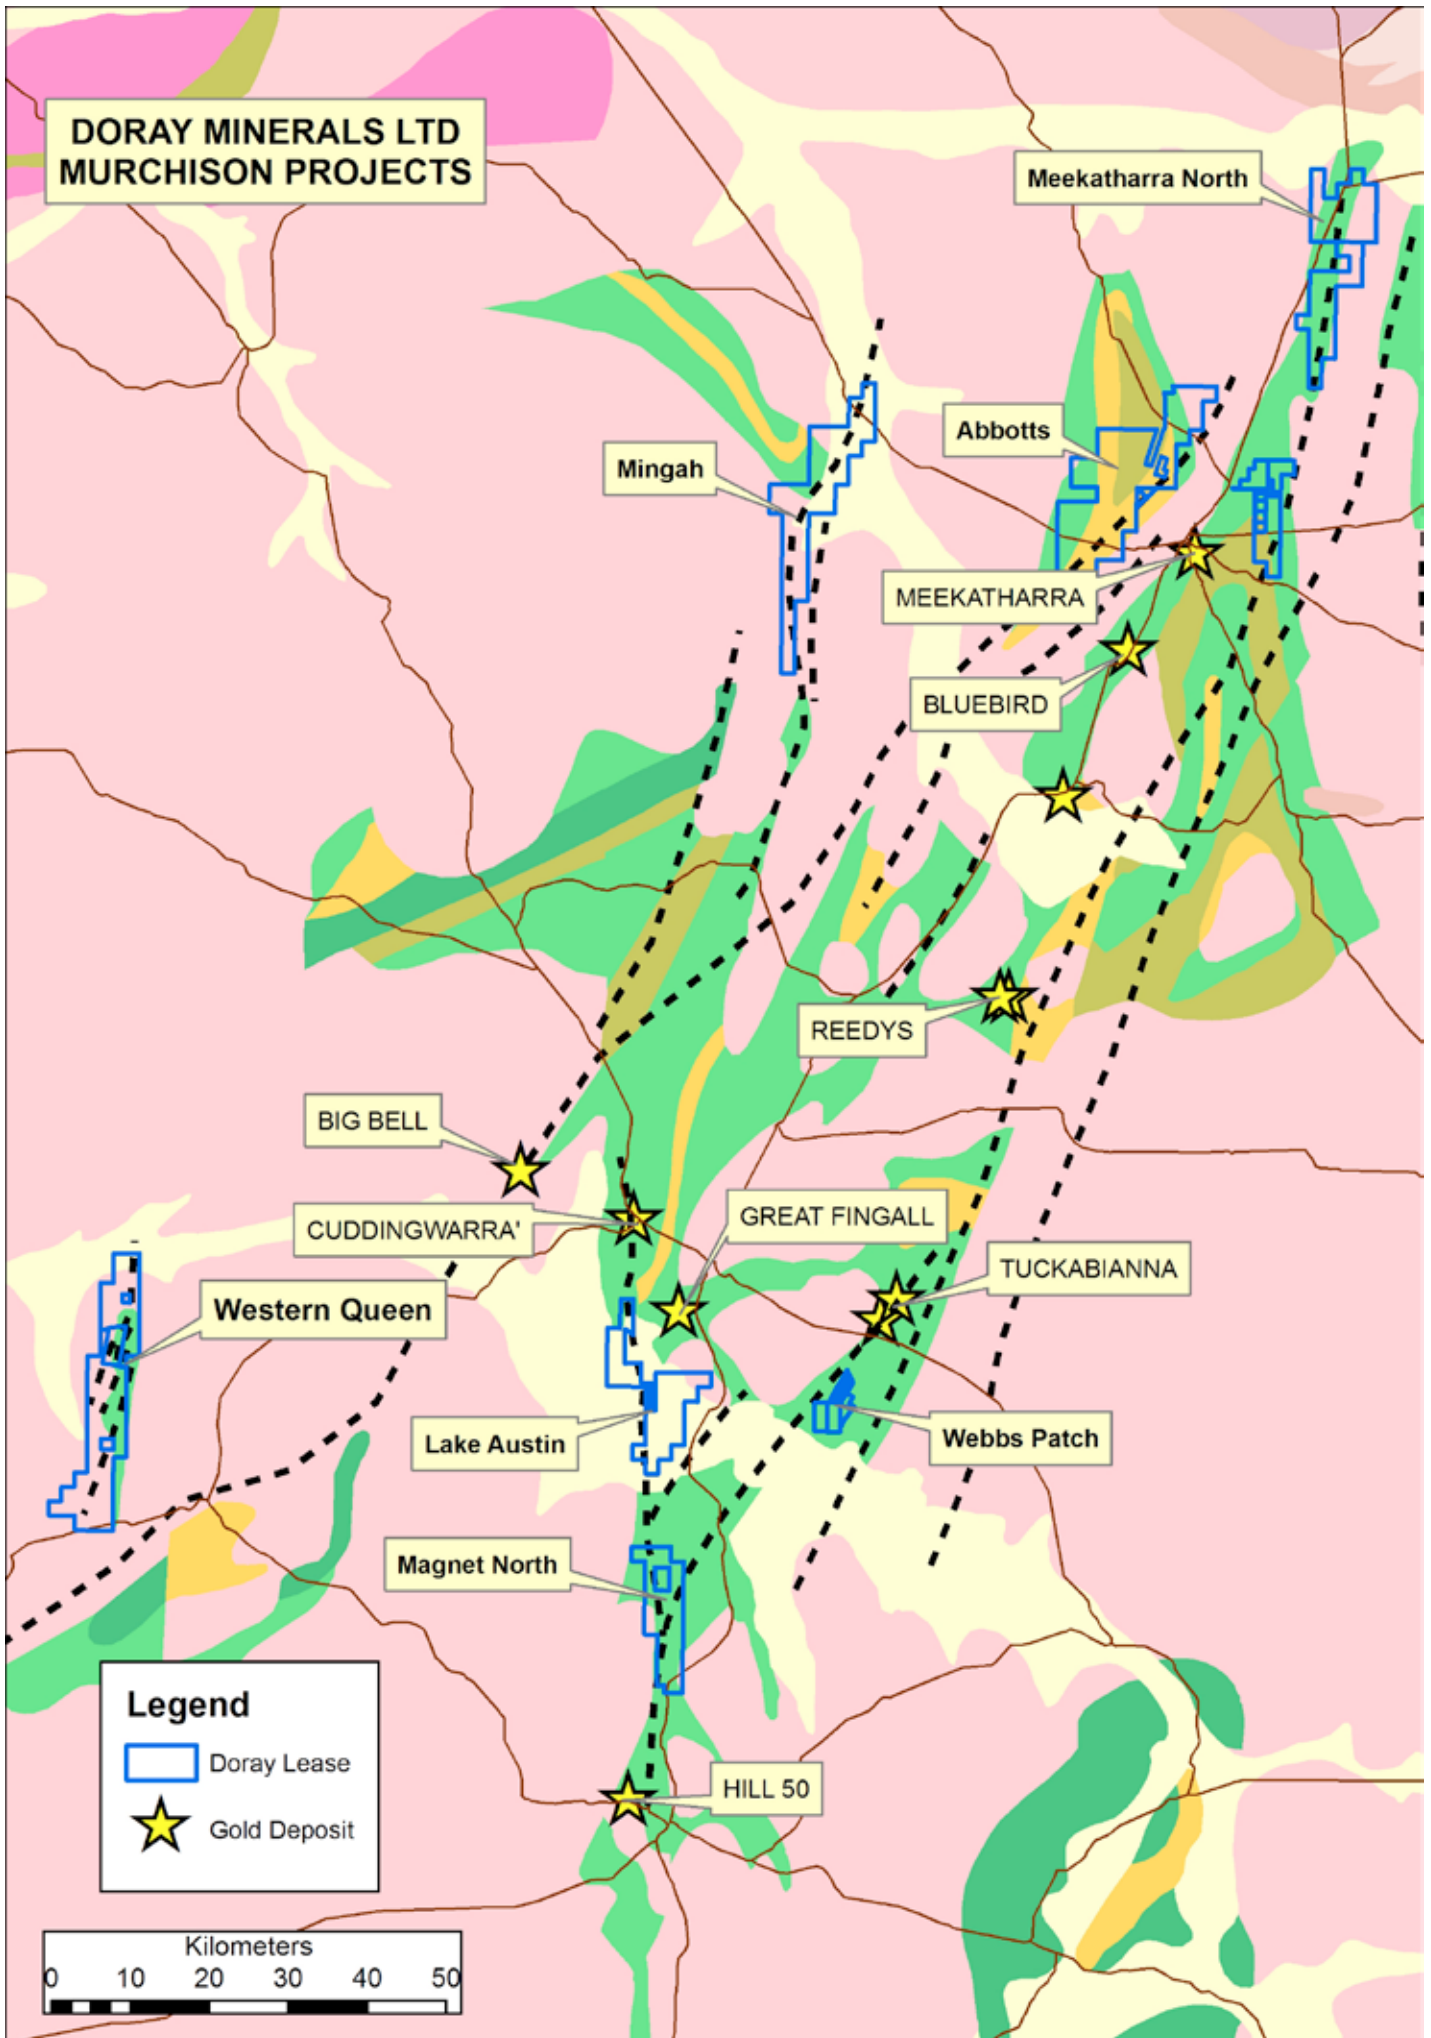 DORAY MINERALS LTD
MURCHISON PROJECTS
Meekatharra North
Abbotts
Mingah
MEEKATHARRA
BLUEBIRD
REEDYS
BIG BELL
GREAT FINGALL
CUDDINGWARRA'
TUCKABIANNA
Western Queen
Lake Austin
Webbs Patch
Magnet North
Legend
Doray Lease
Gold Deposit
HILL 50
Kilometers
0 10 20 30 40 50